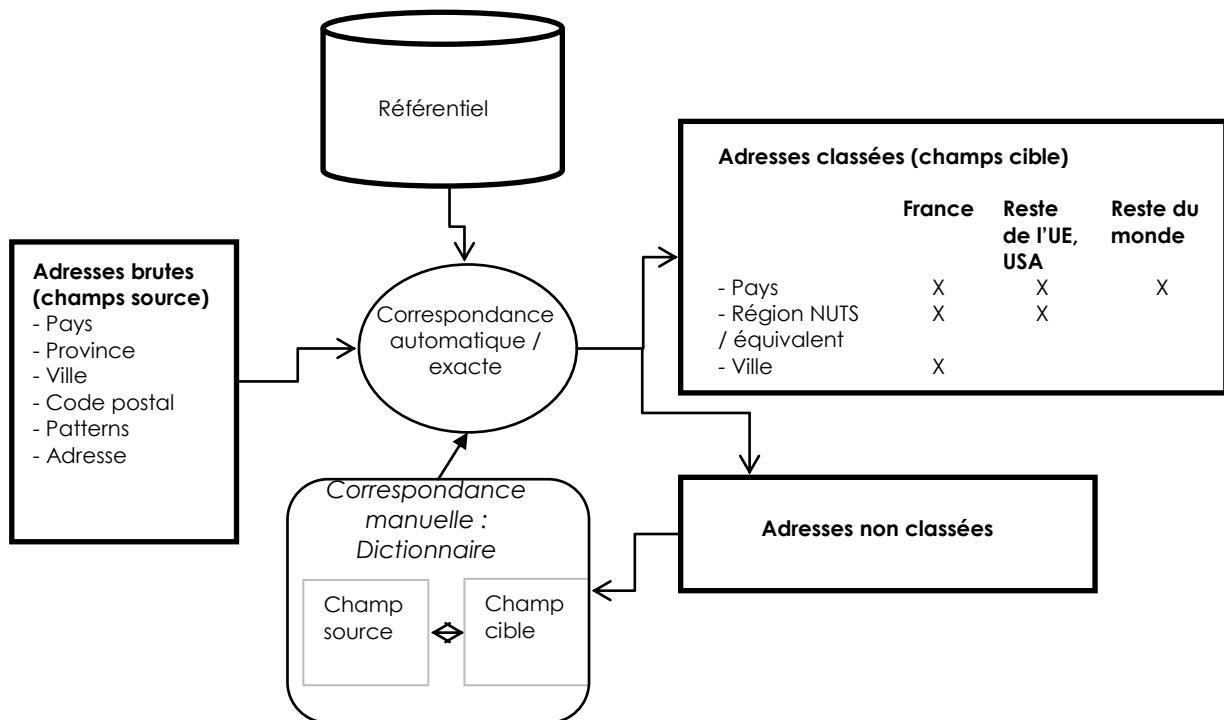 Référentiel
Adresses brutes
(champs source)
- Pays
- Province
- Ville
- Code postal
- Patterns
- Adresse
Correspondance
automatique /
exacte
Adresses classées (champs cible)
France Reste Reste du
de l’UE, monde
USA
- Pays X X X
- Région NUTS X X
/ équivalent
- Ville X
Adresses non classées
Correspondance
manuelle :
Dictionnaire
Champ
source
Champ
cible